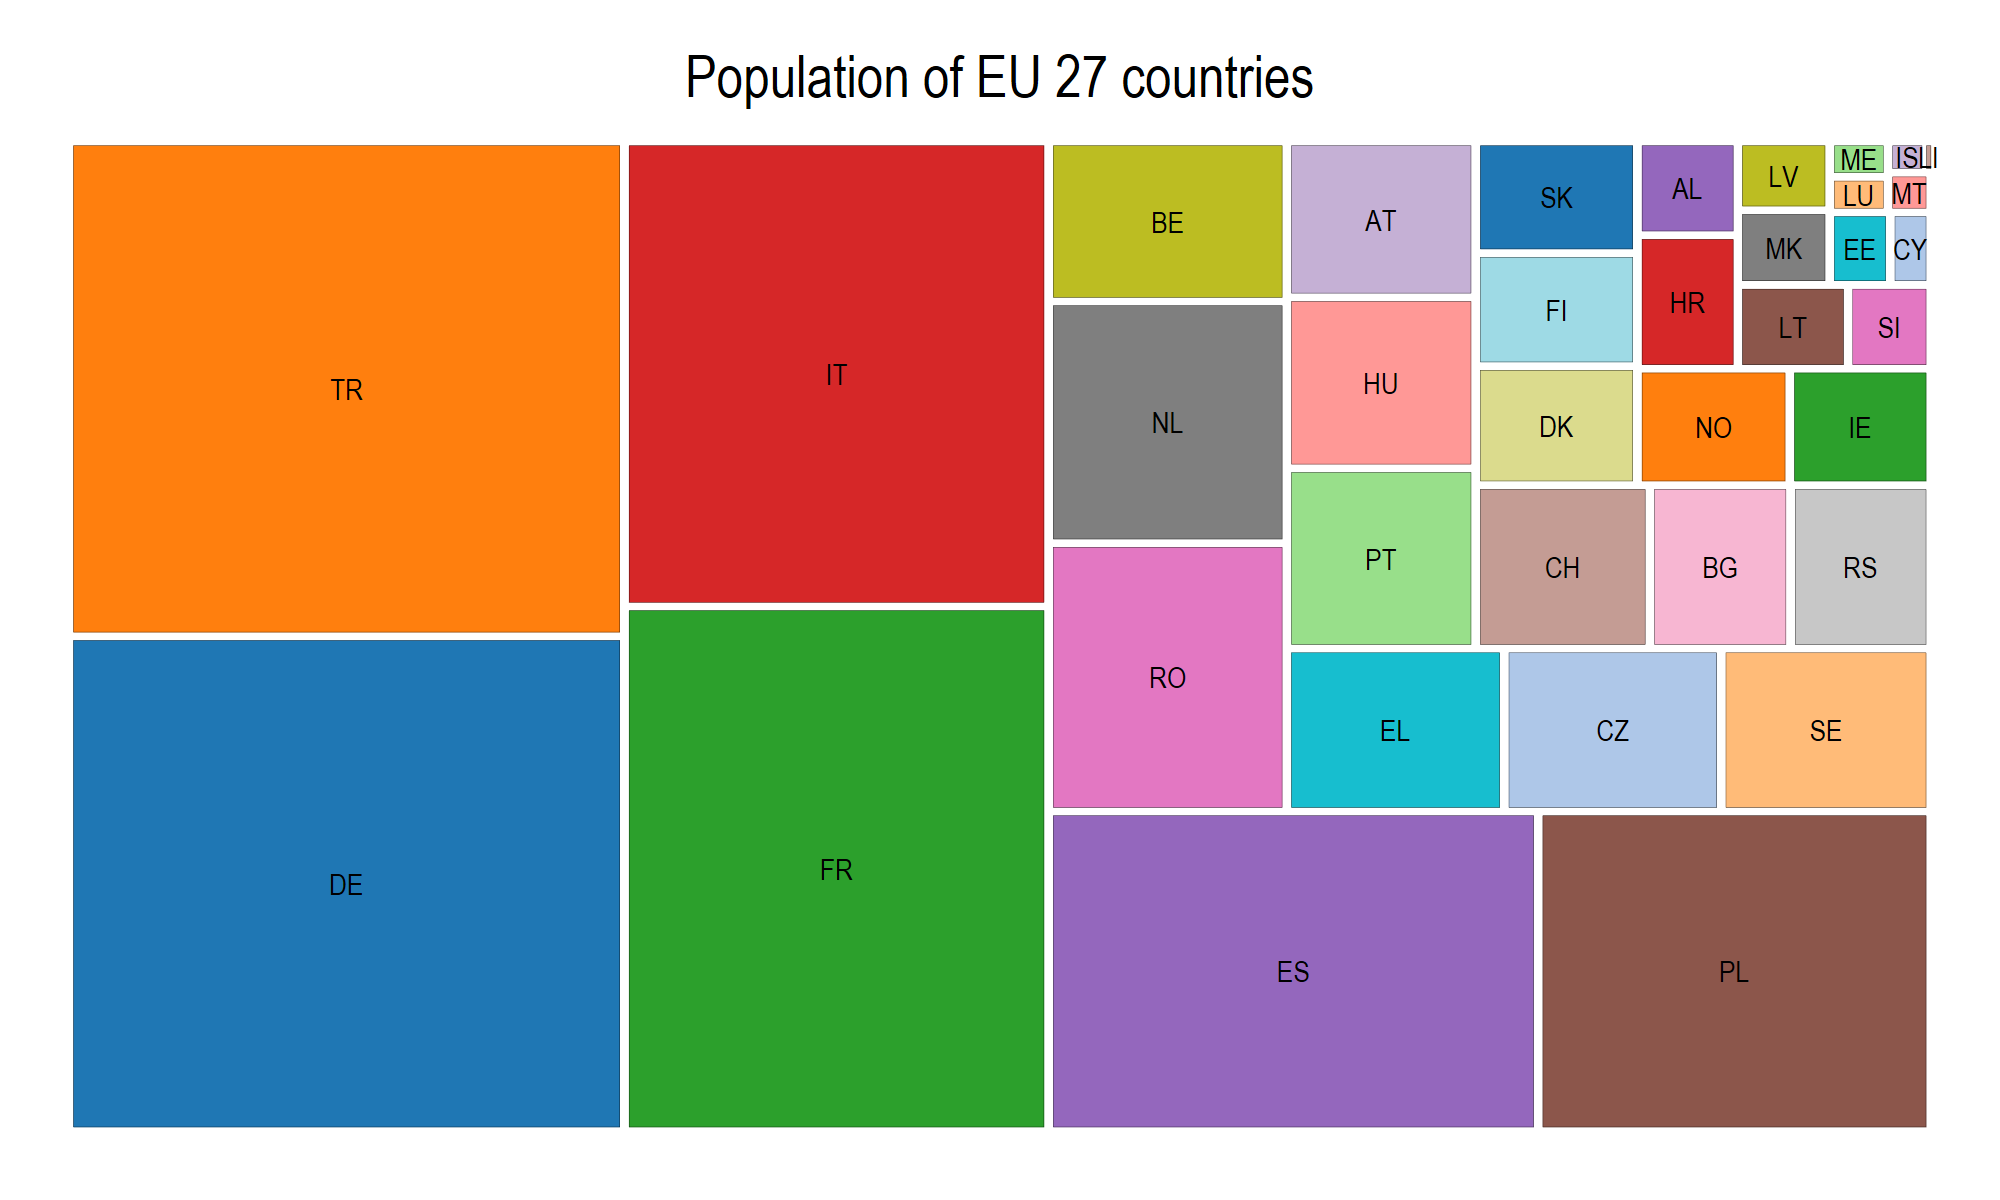 Population of EU 27 countries
TR
DE
IT
FR
BE
NL
RO
ES
PL
AT
HU
PT
EL
CZ
SE
SK
FI
DK
CH
BG
RS
AL
HR
NO
IE
LV
MK
LT
SI
ME
LU
EE
CY
IS
LI
MT